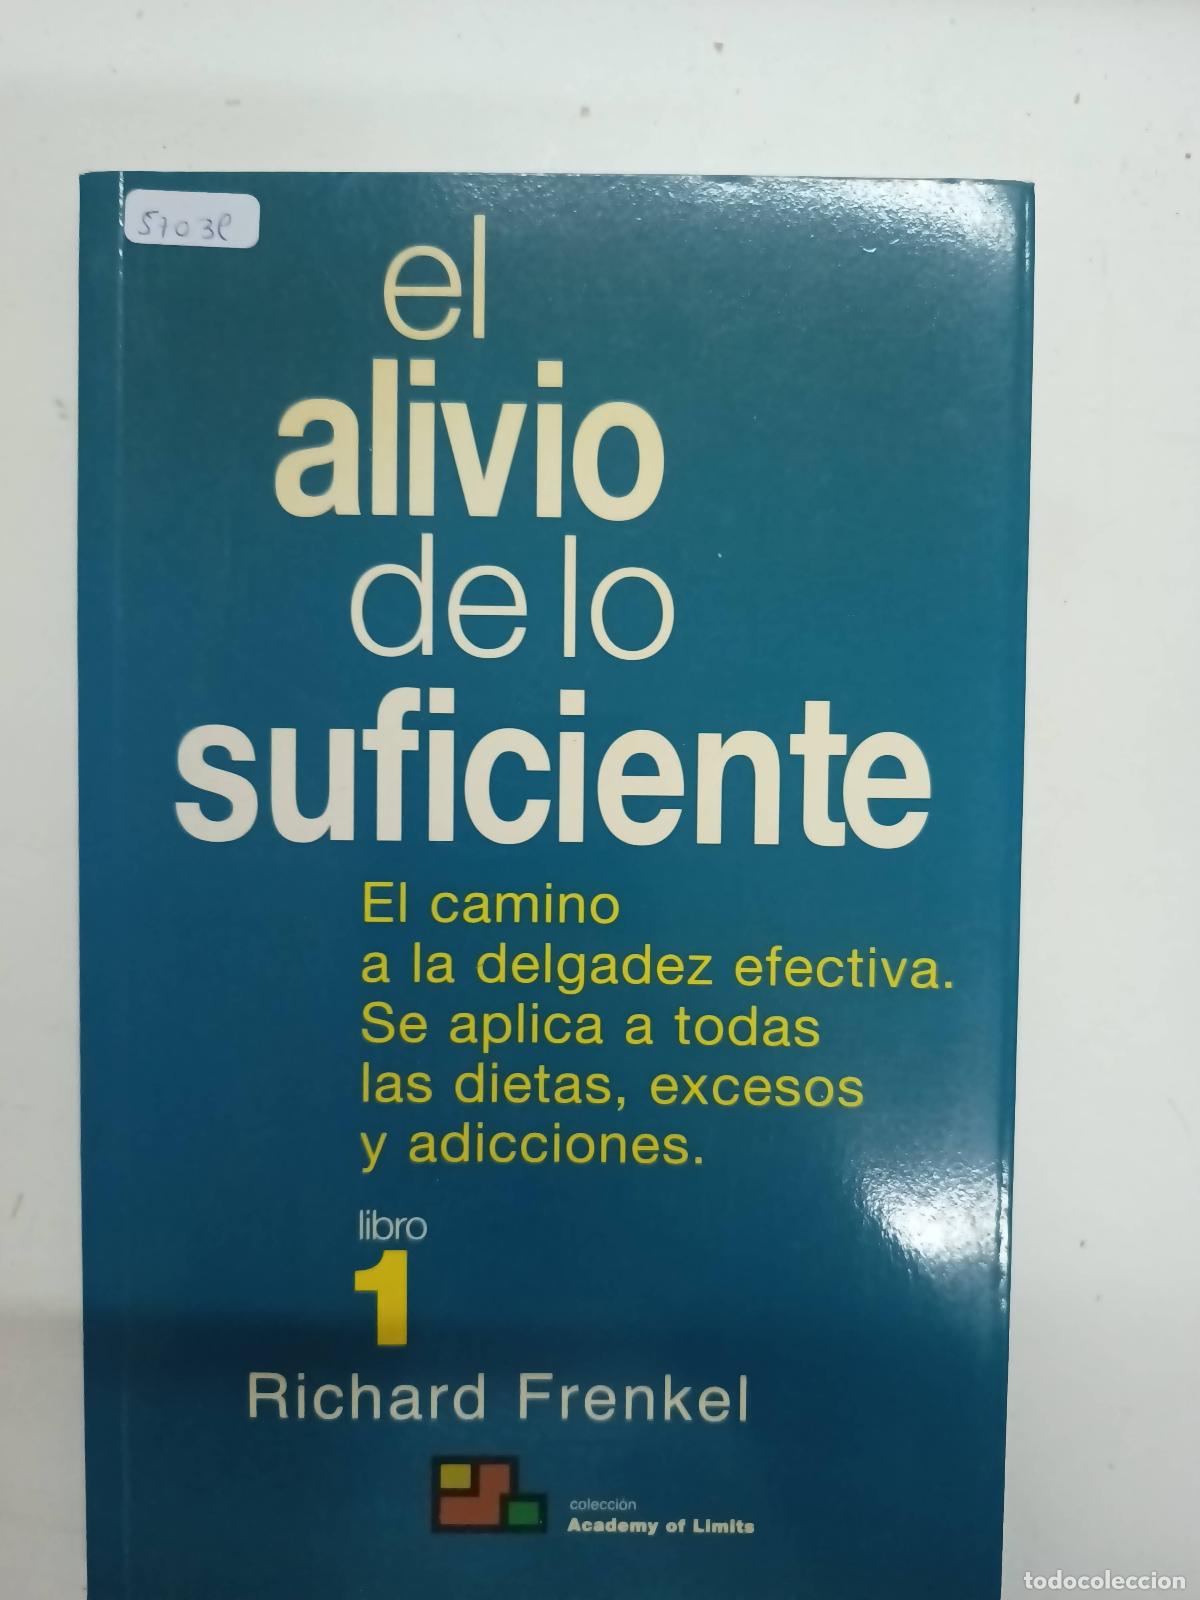 el
alivio
de lo
suficiente
El camino
a la delgadez efectiva.
Se aplica a todas
las dietas, excesos
y adicciones.
libro
1
Richard Frenkel
colección
Academy of Limits
todocoleccion